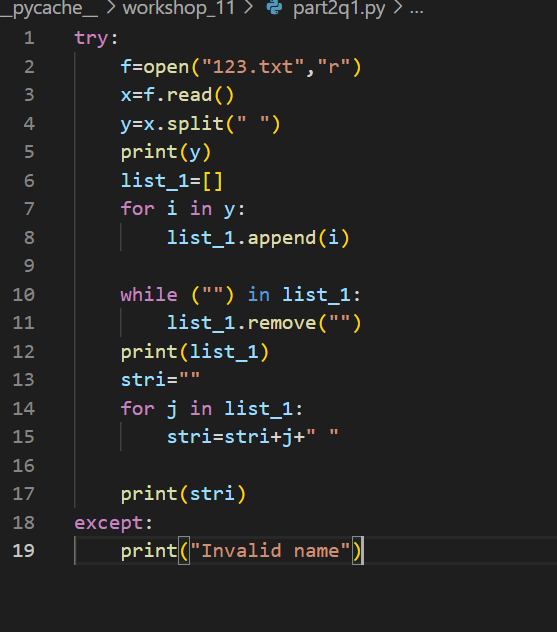 __pycache__ > workshop_11 > part2q1.py > ...
1 try:
2     f=open("123.txt","r")
3     x=f.read()
4     y=x.split(" ")
5     print(y)
6     list_1=[]
7     for i in y:
8         list_1.append(i)
9
10     while ("") in list_1:
11         list_1.remove("")
12     print(list_1)
13     stri=""
14     for j in list_1:
15         stri=stri+j+" "
16
17     print(stri)
18 except:
19     print("Invalid name")